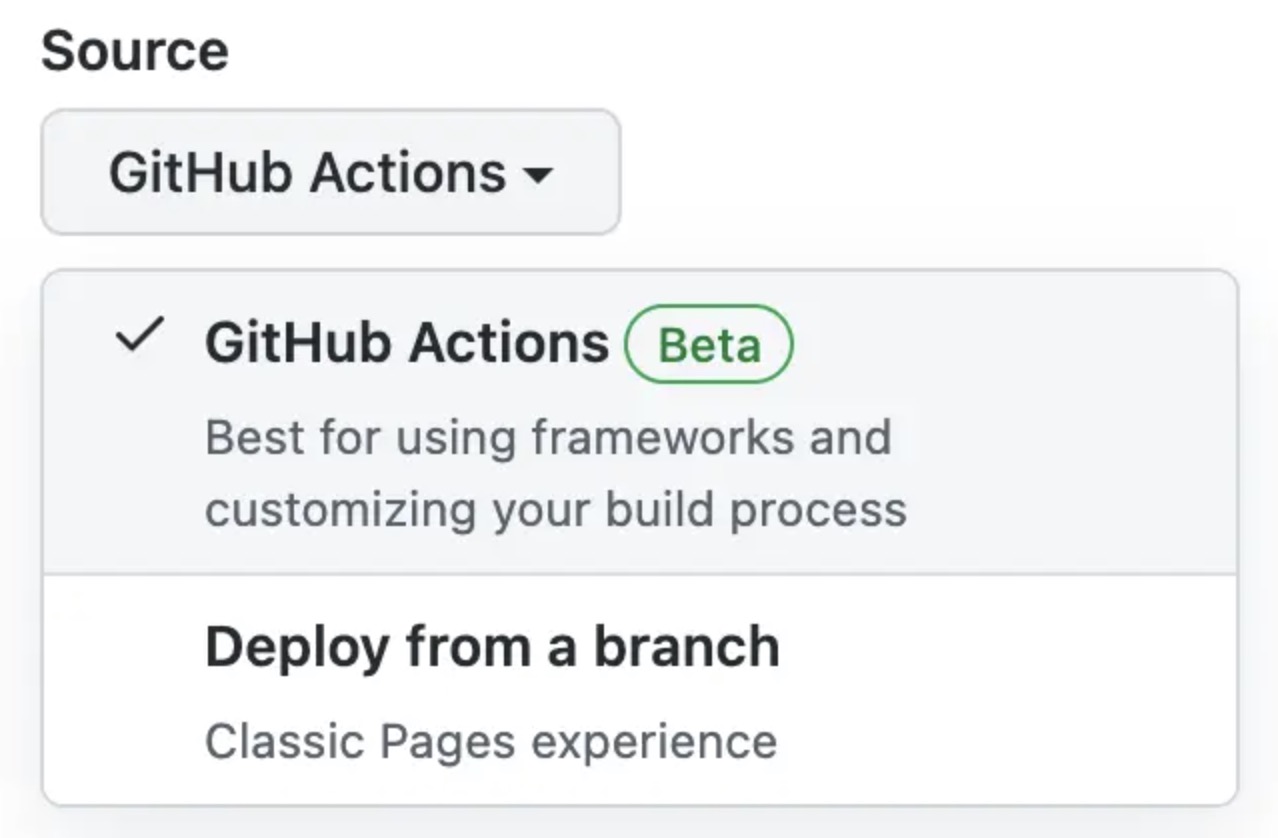 Source
GitHub Actions
GitHub Actions Beta
Best for using frameworks and
customizing your build process
Deploy from a branch
Classic Pages experience